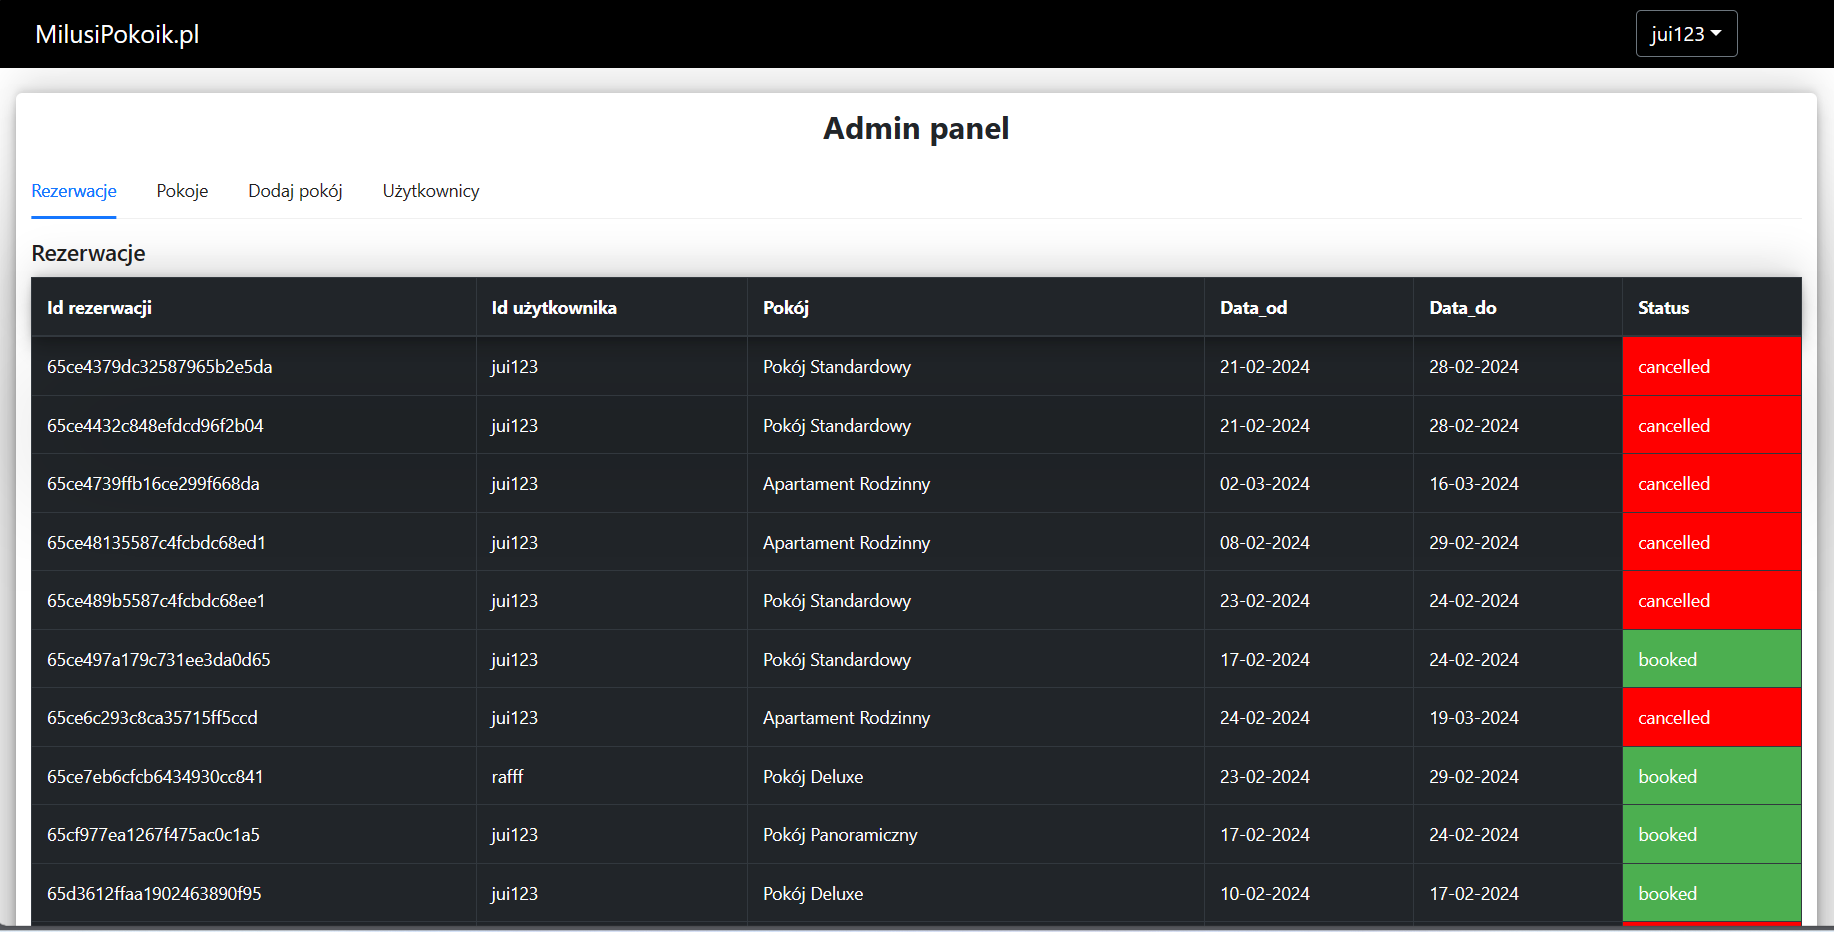 MilusiPokoik.pl jui123
Admin panel
Rezerwacje Pokoje Dodaj pokój Użytkownicy
Rezerwacje
Id rezerwacji Id użytkownika Pokój Data_od Data_do Status
65ce4379dc32587965b2e5da jui123 Pokój Standardowy 21-02-2024 28-02-2024 cancelled
65ce4432c848efdcd96f2b04 jui123 Pokój Standardowy 21-02-2024 28-02-2024 cancelled
65ce4739ffb16ce299f668da jui123 Apartament Rodzinny 02-03-2024 16-03-2024 cancelled
65ce48135587c4fcbdc68ed1 jui123 Apartament Rodzinny 08-02-2024 29-02-2024 cancelled
65ce489b5587c4fcbdc68ee1 jui123 Pokój Standardowy 23-02-2024 24-02-2024 cancelled
65ce497a179c731ee3da0d65 jui123 Pokój Standardowy 17-02-2024 24-02-2024 booked
65ce6c293c8ca35715ff5ccd jui123 Apartament Rodzinny 24-02-2024 19-03-2024 cancelled
65ce7eb6cfcb6434930cc841 rafff Pokój Deluxe 23-02-2024 29-02-2024 booked
65cf977ea1267f475ac0c1a5 jui123 Pokój Panoramiczny 17-02-2024 24-02-2024 booked
65d3612ffaa1902463890f95 jui123 Pokój Deluxe 10-02-2024 17-02-2024 booked